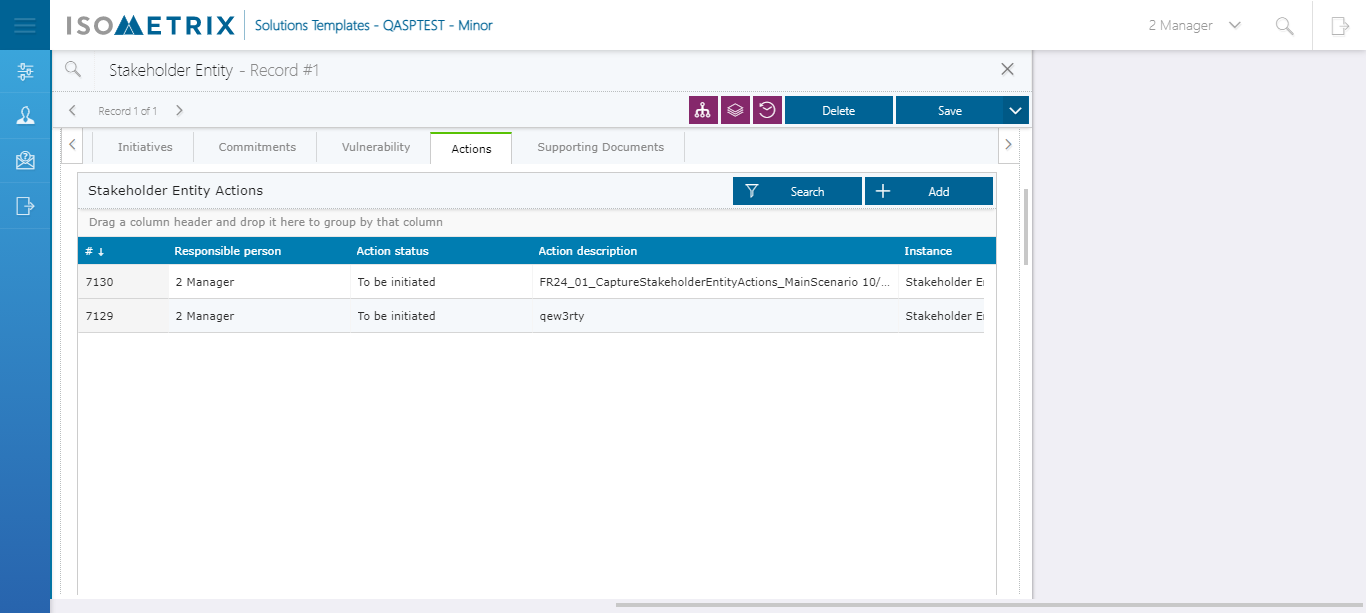 ISOMETRIX Solutions Templates - QASPTEST - Minor 2 Manager
Stakeholder Entity - Record #1
Record 1 of 1 Delete Save
Initiatives Commitments Vulnerability Actions Supporting Documents
Stakeholder Entity Actions Search Add
Drag a column header and drop it here to group by that column
# ↓ Responsible person Action status Action description Instance
7130 2 Manager To be initiated FR24_01_CaptureStakeholderEntityActions_MainScenario 10/... Stakeholder En
7129 2 Manager To be initiated qew3rty Stakeholder En